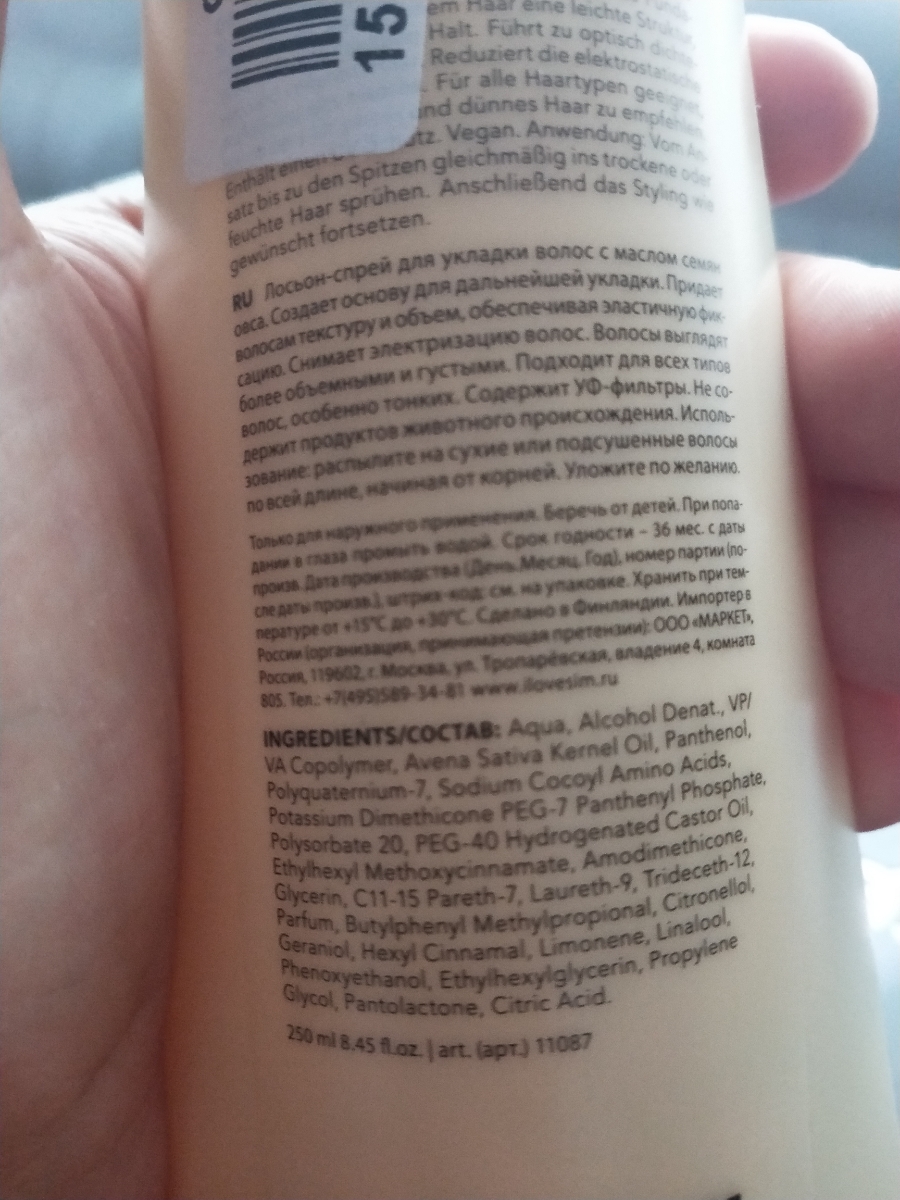 15
em Haar eine leichte
Halt. Führt zu optisch
Reduziert die
Für alle Haartypen
und dünnes Haar zu
Vegan. Anwendung: Vom An-
Enthält einen
satz bis zu den Spitzen gleichmäßig ins trockene oder
feuchte Haar sprühen. Anschließend das Styling wie
gewünscht fortsetzen.
RU Лосьон-спрей для укладки волос с маслом семян
овса. Создает основу для дальнейшей укладки. Придает
волосам текстуру и объем, обеспечивая эластичную фик-
сацию. Снимает электризацию волос. Волосы выглядят
более объемными и густыми. Подходит для всех типов
волос, особенно тонких. Содержит УФ-фильтры. Не со-
держит продуктов животного происхождения. Исполь-
зование: распылите на сухие или подсушенные волосы
по всей длине, начиная от корней. Уложите по желанию.
Только для наружного применения. Беречь от детей. При попа-
дании в глаза промыть водой. Срок годности – 36 мес. с даты
произв. Дата производства (День. Месяц. Год), номер партии (по-
сле даты произв.), штрих-код: см. на упаковке. Хранить при тем-
пературе от +15°C до +30°C. Сделано в Финляндии. Импортер в
России (организация, принимающая претензии): ООО «МАРКЕТ»,
Россия, 119602, г. Москва, ул. Тропарёвская, владение 4, комната
805. Тел.: +7(495)589-34-81 www.ilovesim.ru
INGREDIENTS/СОСТАВ: Aqua, Alcohol Denat., VP/
VA Copolymer, Avena Sativa Kernel Oil, Panthenol,
Polyquaternium-7, Sodium Cocoyl Amino Acids,
Potassium Dimethicone PEG-7 Panthenyl Phosphate,
Polysorbate 20, PEG-40 Hydrogenated Castor Oil,
Ethylhexyl Methoxycinnamate, Amodimethicone,
Glycerin, C11-15 Pareth-7, Laureth-9, Trideceth-12,
Parfum, Butylphenyl Methylpropional, Citronellol,
Geraniol, Hexyl Cinnamal, Limonene, Linalool,
Phenoxyethanol, Ethylhexylglycerin, Propylene
Glycol, Pantolactone, Citric Acid.
250 ml 8.45 fl.oz. | art. (арт.) 11087